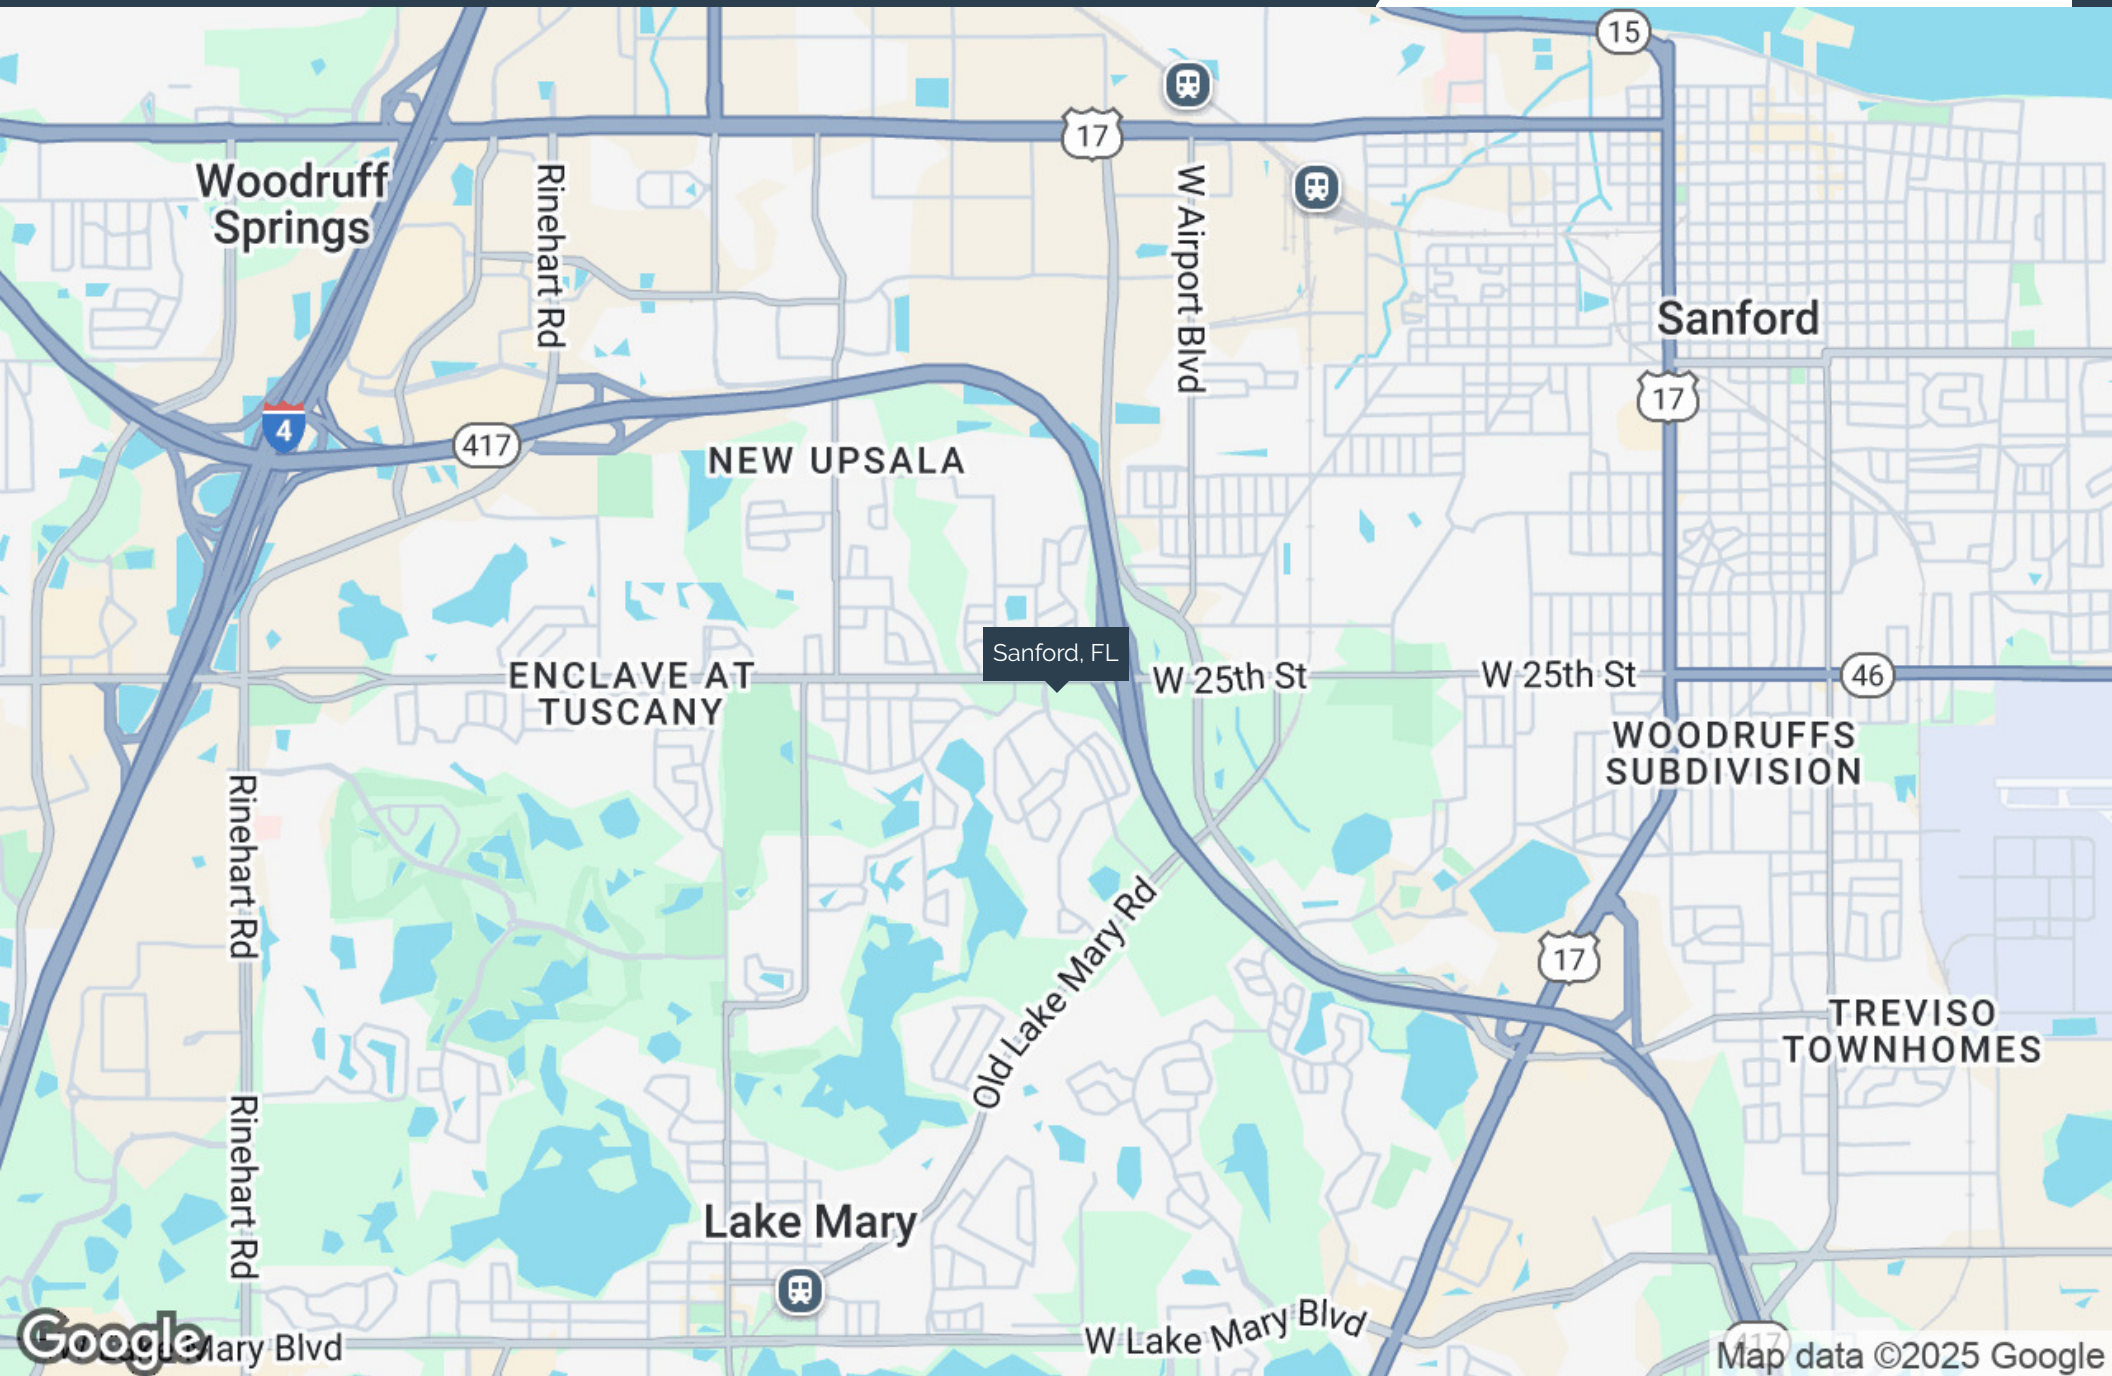 15
17
Woodruff
Springs
Rinehart Rd
W Airport Blvd
Sanford
17
4
417
NEW UPSALA
Sanford, FL
ENCLAVE AT
TUSCANY
W 25th St
W 25th St
46
WOODRUFFS
SUBDIVISION
Rinehart Rd
Old Lake Mary Rd
17
TREVISO
TOWNHOMES
Rinehart Rd
Lake Mary
W Lake Mary Blvd
W Lake Mary Blvd
Google
417
Map data ©2025 Google